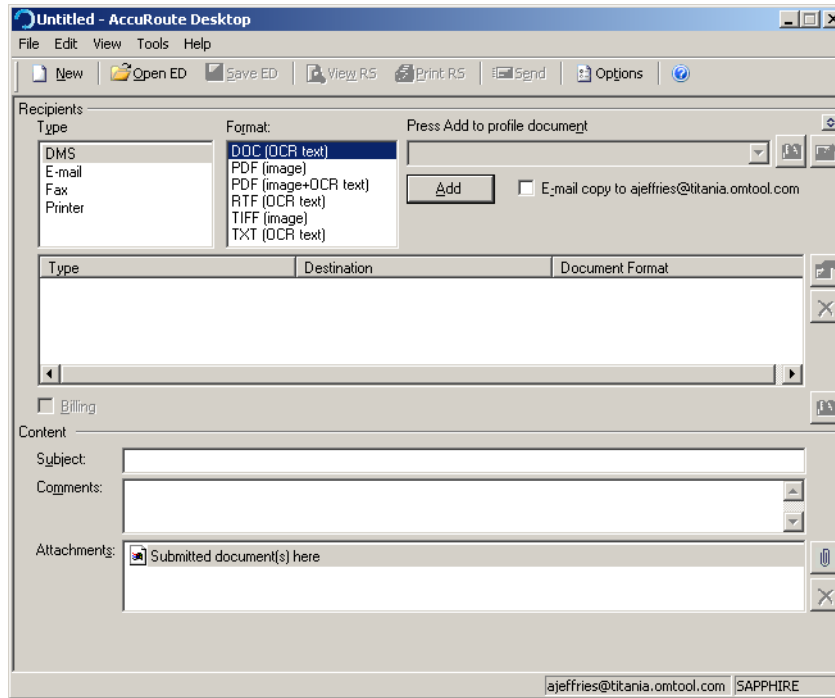 Untitled - AccuRoute Desktop
File Edit View Tools Help
New Open ED Save ED View RS Print RS Send Options
Recipients
Type Format: Press Add to profile document
DMS
E-mail
Fax
Printer
DOC (OCR text)
PDF (image)
PDF (image+OCR text)
RTF (OCR text)
TIFF (image)
TXT (OCR text)
Add E-mail copy to ajeffries@titania.omtool.com
Type Destination Document Format
Billing
Content
Subject:
Comments:
Attachments: Submitted document(s) here
ajeffries@titania.omtool.com SAPPHIRE